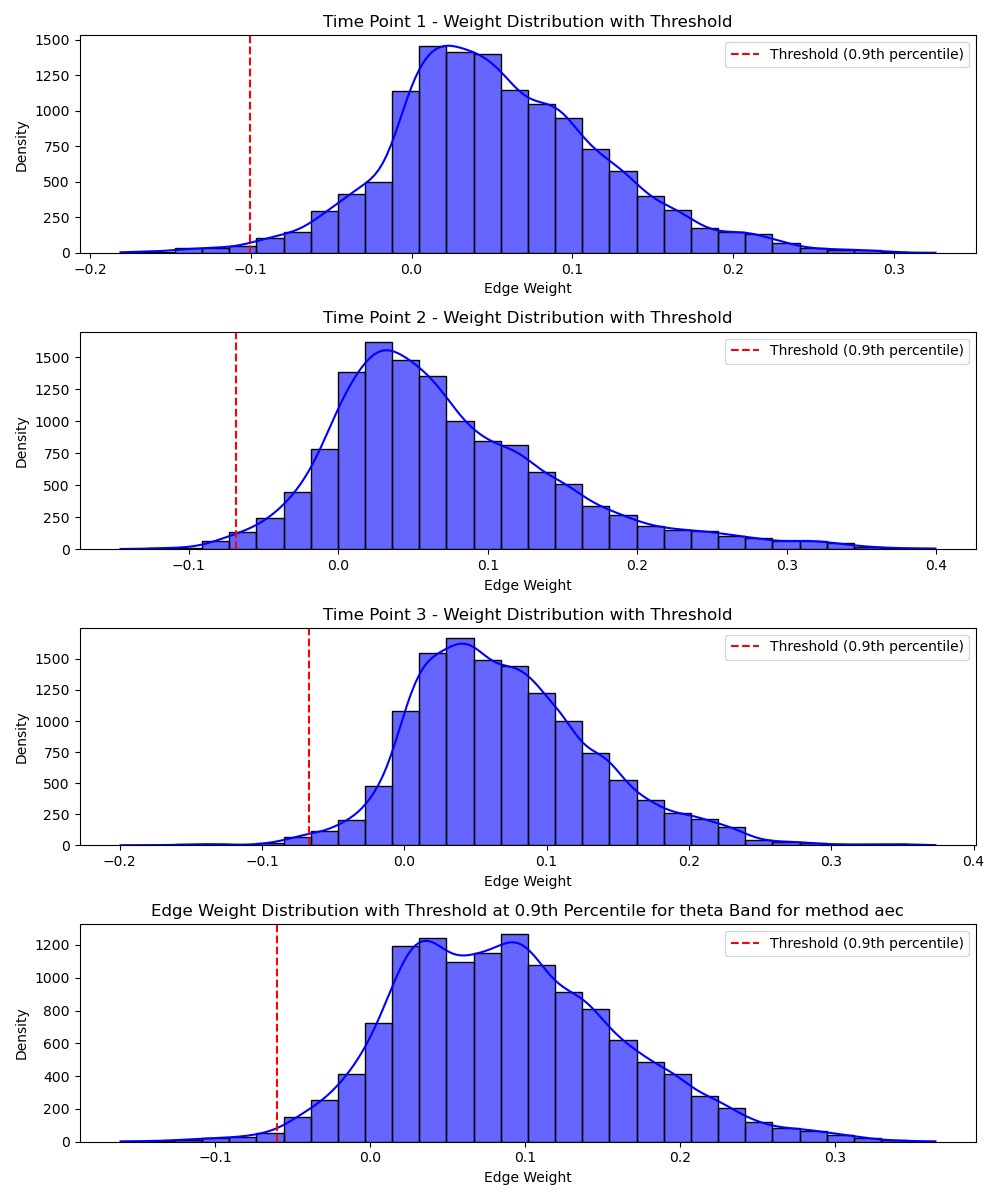 Time Point 1 - Weight Distribution with Threshold
Threshold (0.9th percentile)
Density
1500
1250
1000
750
500
250
0
−0.2 −0.1 0.0 0.1 0.2 0.3
Edge Weight
Time Point 2 - Weight Distribution with Threshold
Threshold (0.9th percentile)
Density
1500
1250
1000
750
500
250
0
−0.1 0.0 0.1 0.2 0.3 0.4
Edge Weight
Time Point 3 - Weight Distribution with Threshold
Threshold (0.9th percentile)
Density
1500
1250
1000
750
500
250
0
−0.2 −0.1 0.0 0.1 0.2 0.3 0.4
Edge Weight
Edge Weight Distribution with Threshold at 0.9th Percentile for theta Band for method aec
Threshold (0.9th percentile)
Density
1200
1000
800
600
400
200
0
−0.1 0.0 0.1 0.2 0.3
Edge Weight